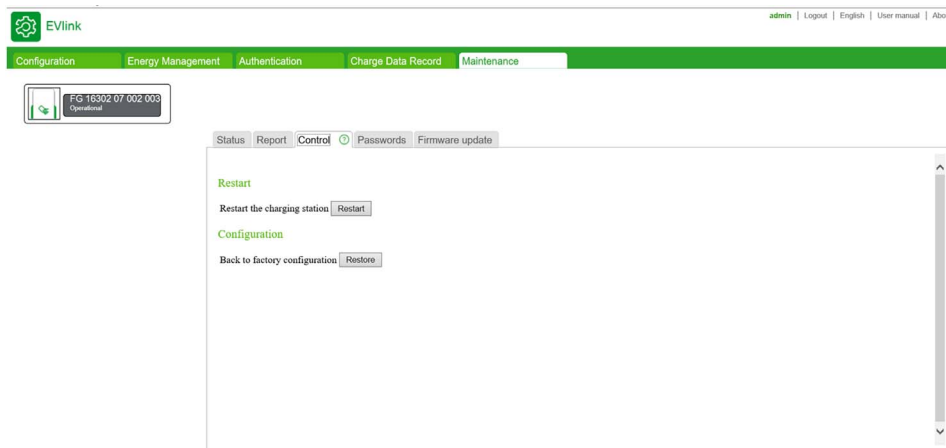 admin | Logout | English | User manual | Abo
EVlink
Configuration Energy Management Authentication Charge Data Record Maintenance
FG 16302 07 002 003
Operational
Status Report Control ? Passwords Firmware update
Restart
Restart the charging station Restart
Configuration
Back to factory configuration Restore